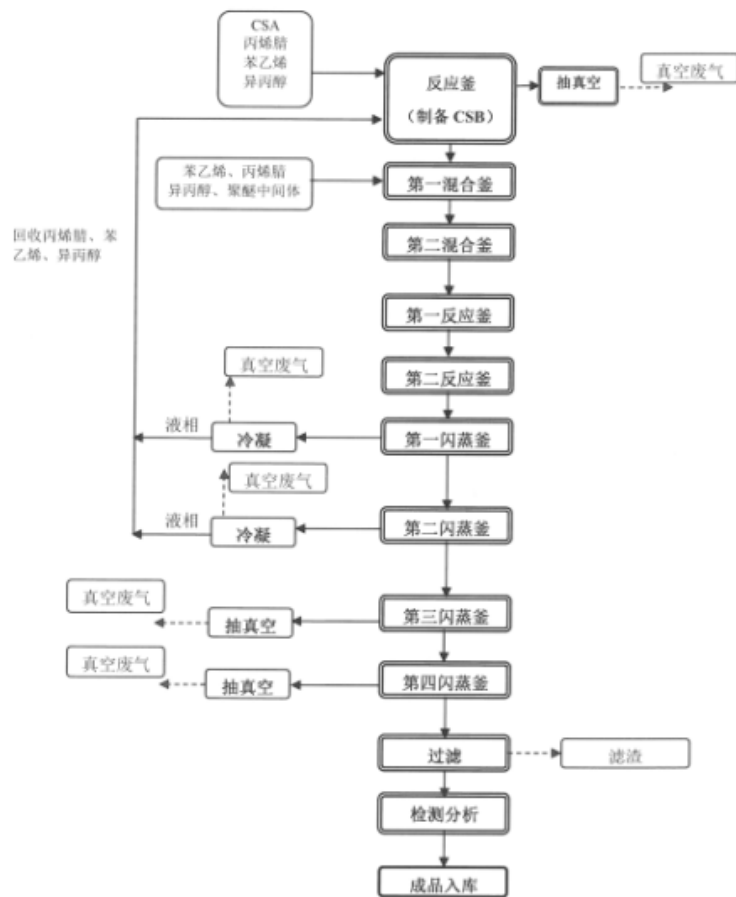 CSA
丙烯腈
苯乙烯
异丙醇
反应釜
（制备 CSB）
抽真空
真空废气
苯乙烯、丙烯腈
异丙醇、聚醚中间体
第一混合釜
回收丙烯腈、苯
乙烯、异丙醇
第二混合釜
第一反应釜
真空废气
第二反应釜
液相
冷凝
第一闪蒸釜
真空废气
液相
冷凝
第二闪蒸釜
真空废气
抽真空
第三闪蒸釜
真空废气
抽真空
第四闪蒸釜
过滤
滤渣
检测分析
成品入库